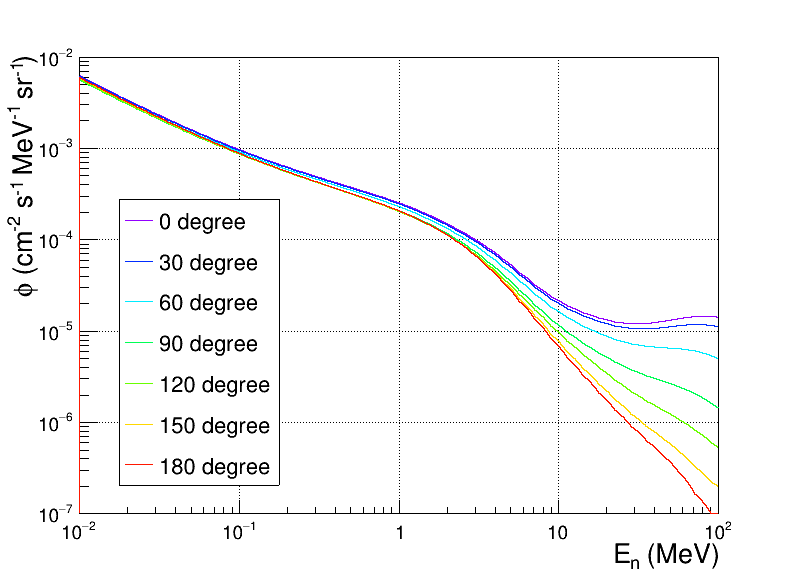 ϕ (cm⁻² s⁻¹ MeV⁻¹ sr⁻¹)
10⁻²
10⁻³
10⁻⁴
10⁻⁵
10⁻⁶
10⁻⁷
0 degree
30 degree
60 degree
90 degree
120 degree
150 degree
180 degree
10⁻² 10⁻¹ 1 10 10²
Eₙ (MeV)